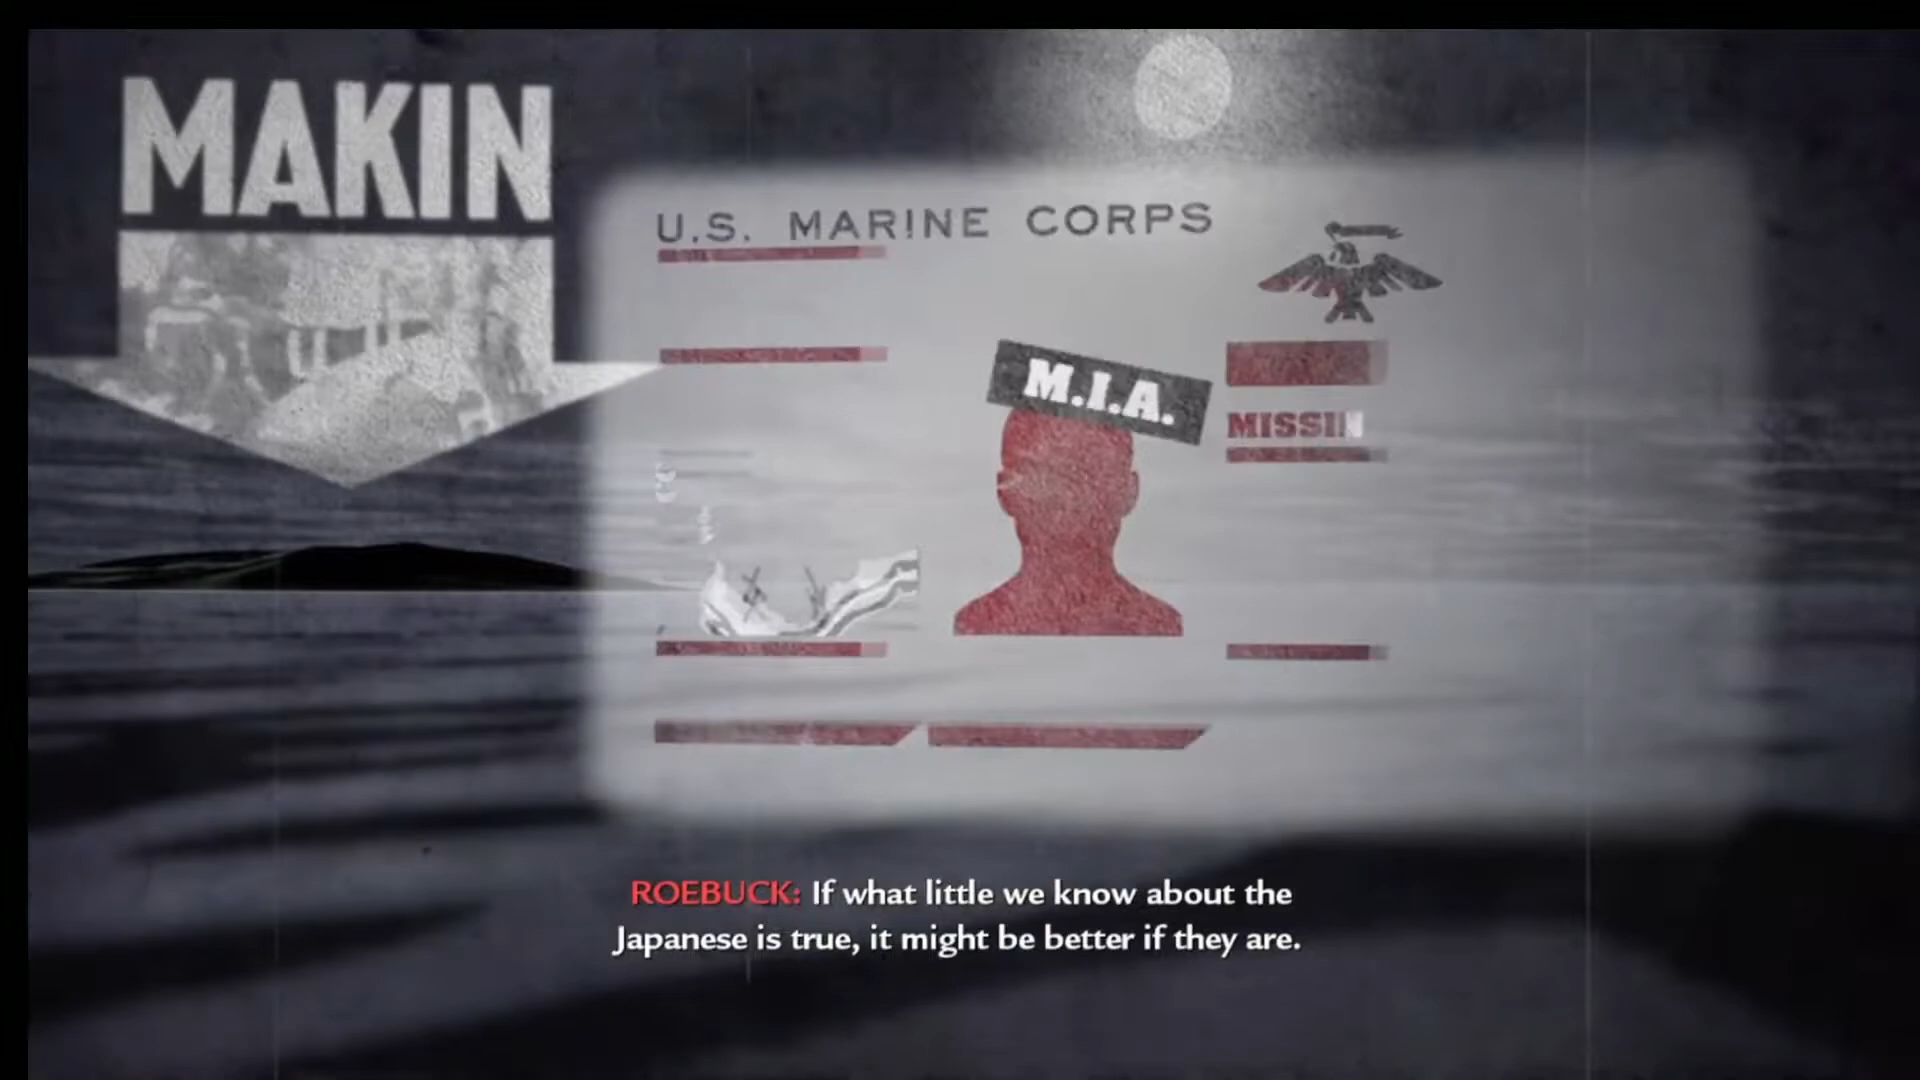 MAKIN
U.S. MARINE CORPS
M.I.A.
MISSIN
ROEBUCK: If what little we know about the
Japanese is true, it might be better if they are.